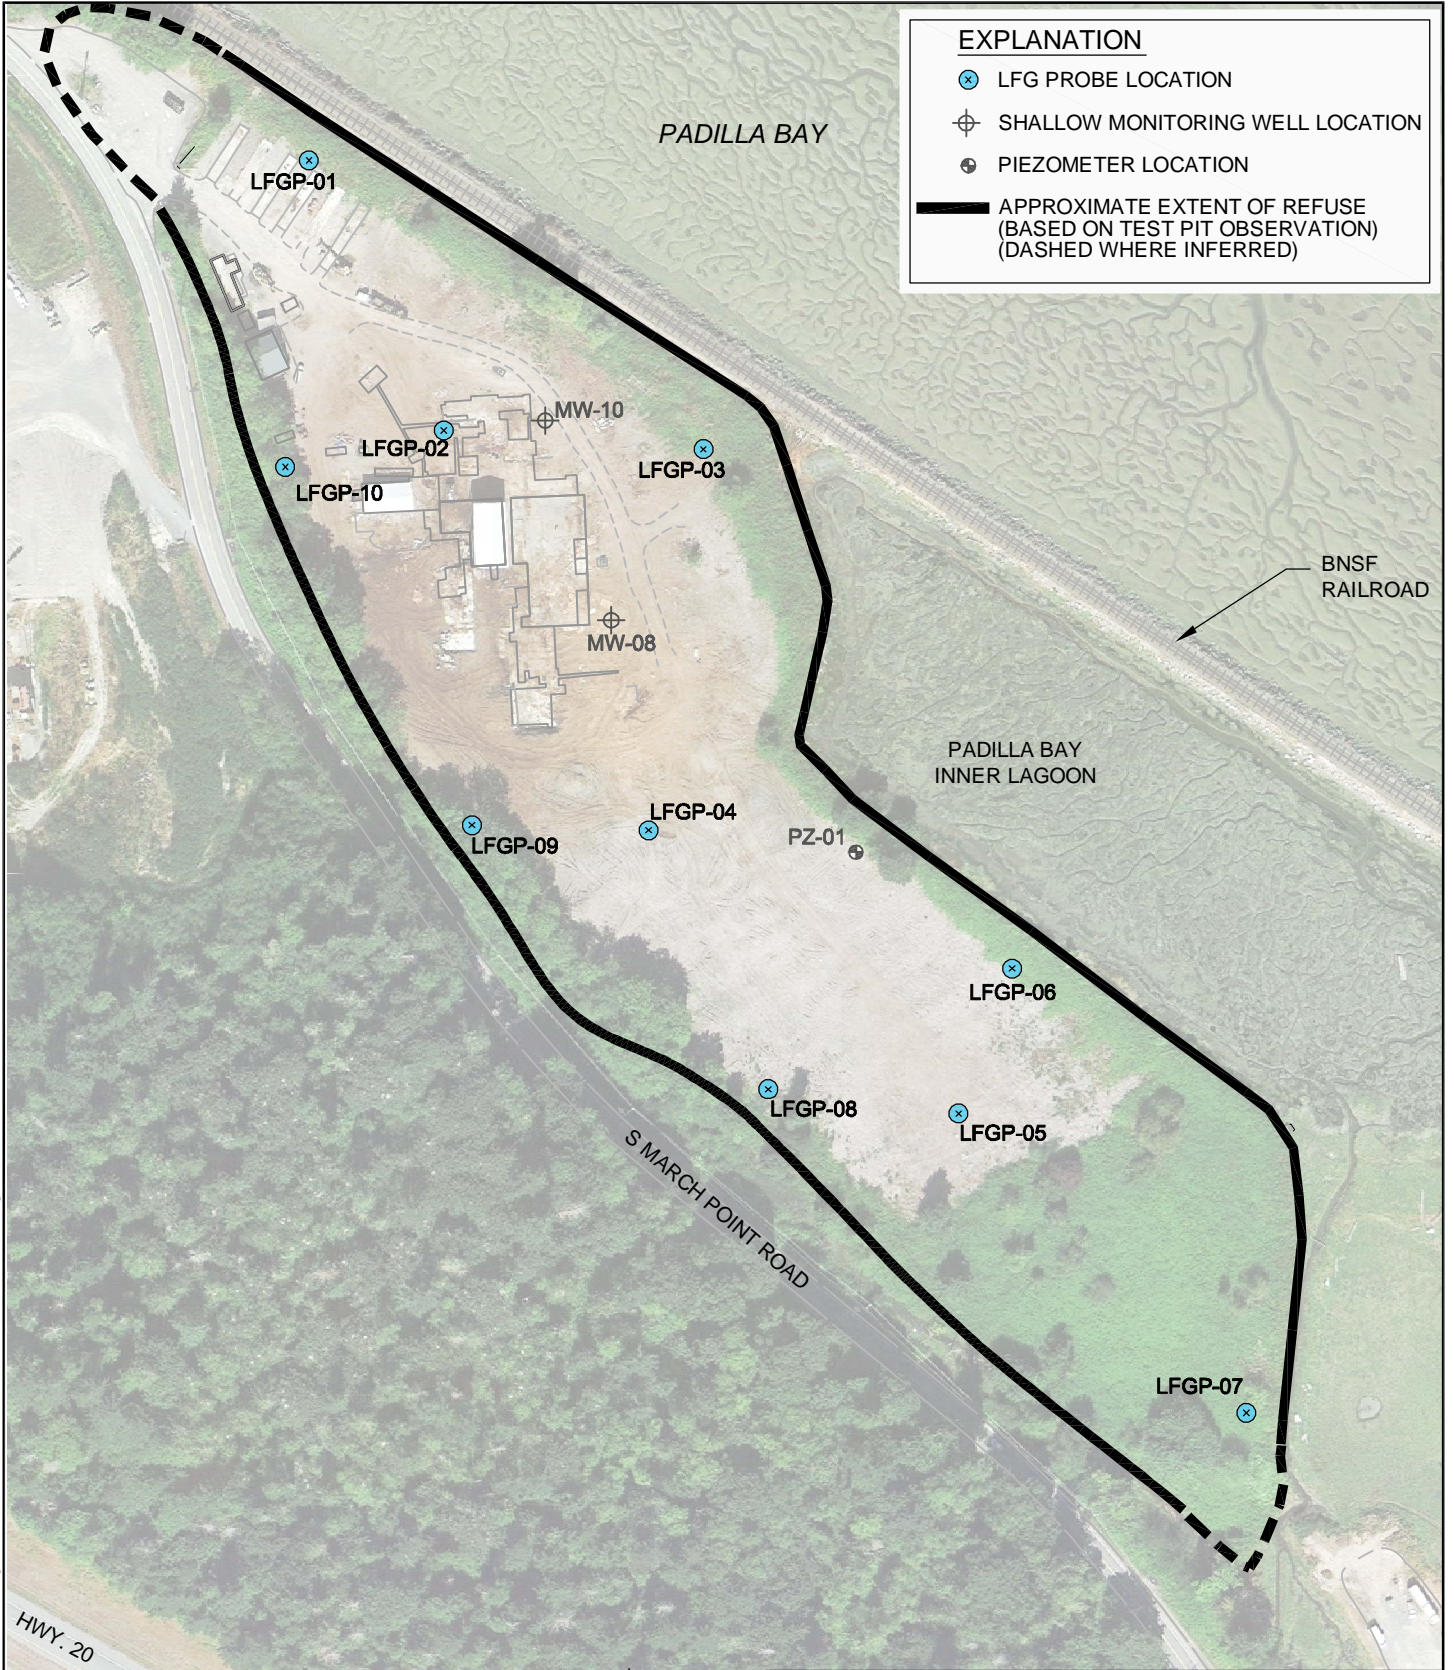 EXPLANATION
LFG PROBE LOCATION
SHALLOW MONITORING WELL LOCATION
PIEZOMETER LOCATION
APPROXIMATE EXTENT OF REFUSE
(BASED ON TEST PIT OBSERVATION)
(DASHED WHERE INFERRED)
PADILLA BAY
LFGP-01
MW-10
LFGP-02
LFGP-03
LFGP-10
BNSF
RAILROAD
MW-08
PADILLA BAY
INNER LAGOON
LFGP-04
PZ-01
LFGP-09
LFGP-06
LFGP-08
LFGP-05
S MARCH POINT ROAD
LFGP-07
HWY. 20